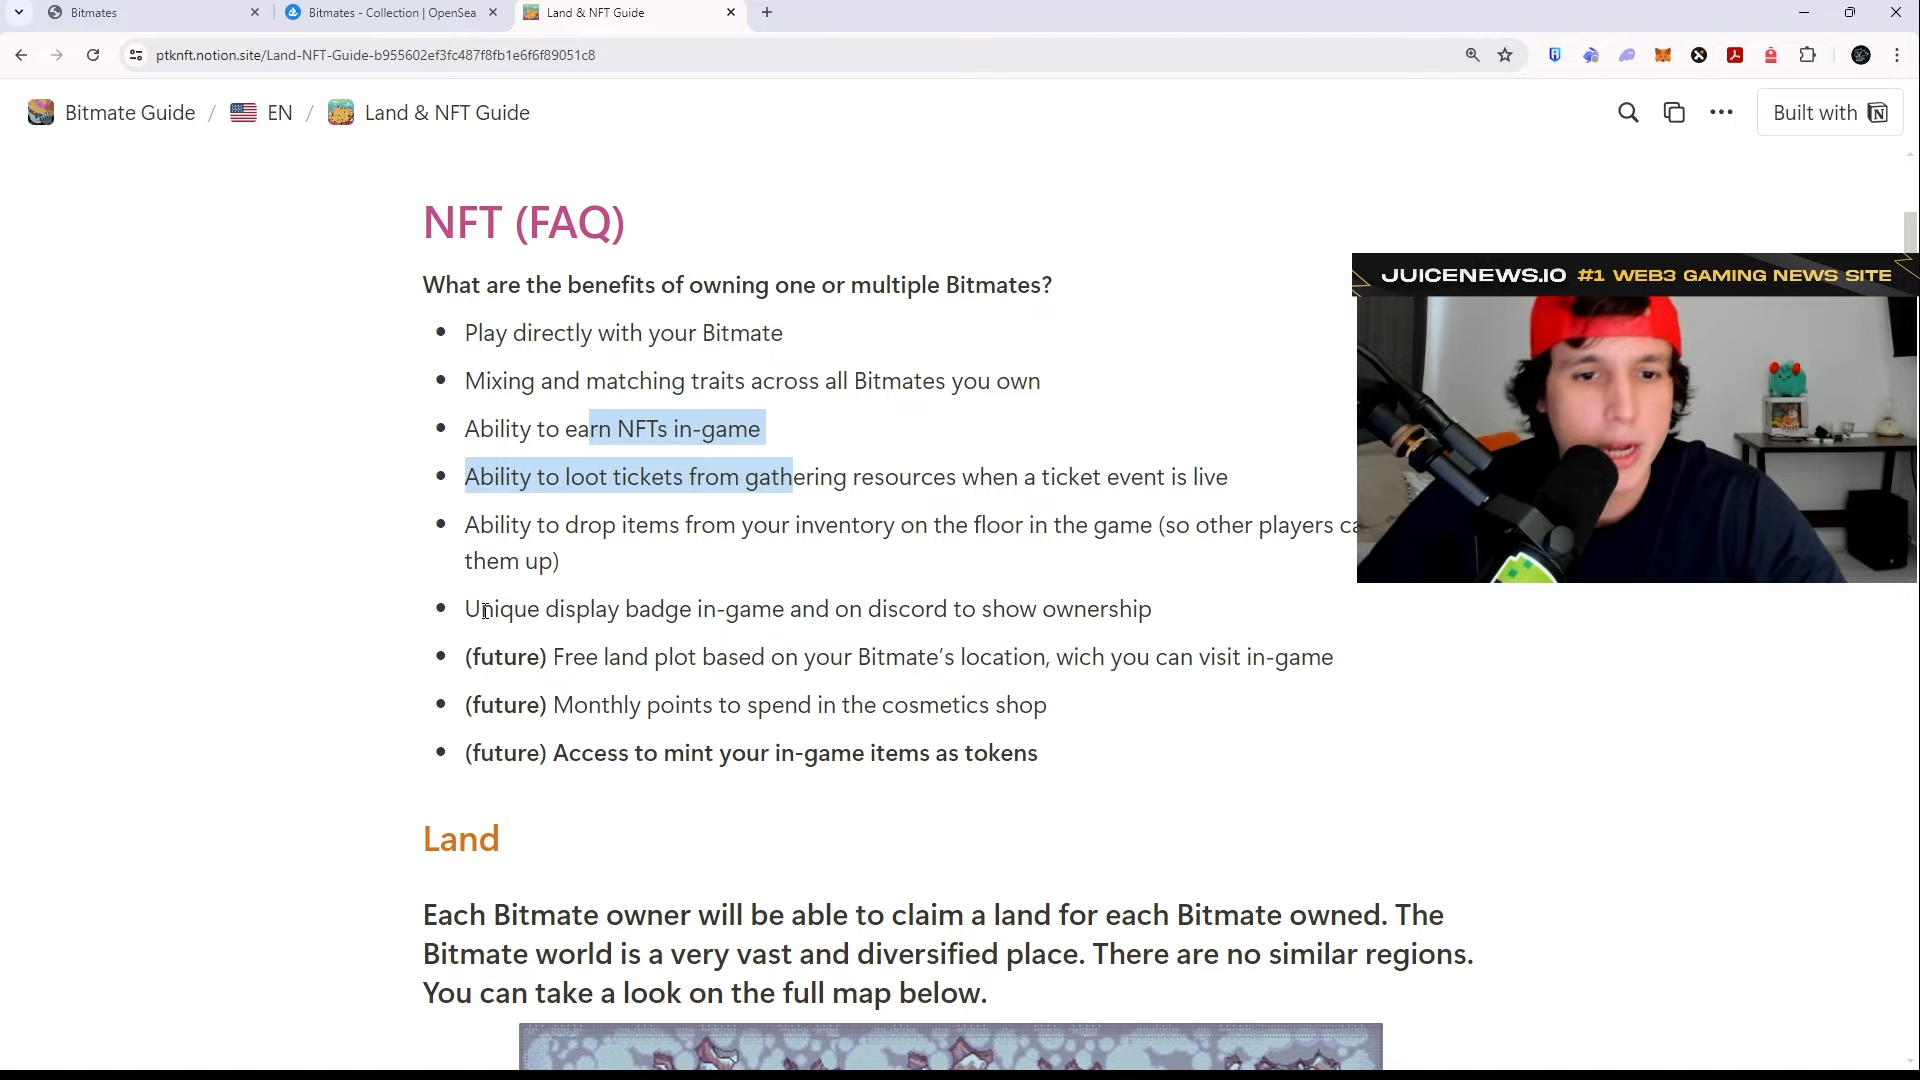 Bitmates
Bitmates - Collection | OpenSea
Land & NFT Guide
ptknft.notion.site/Land-NFT-Guide-b955602ef3fc487f8fb1e6f6f89051c8
Bitmate Guide / EN / Land & NFT Guide
Built with
NFT (FAQ)
What are the benefits of owning one or multiple Bitmates?
JUICENEWS.IO #1 WEB3 GAMING NEWS SITE
• Play directly with your Bitmate
• Mixing and matching traits across all Bitmates you own
• Ability to earn NFTs in-game
• Ability to loot tickets from gathering resources when a ticket event is live
• Ability to drop items from your inventory on the floor in the game (so other players ca
them up)
• Unique display badge in-game and on discord to show ownership
• (future) Free land plot based on your Bitmate's location, wich you can visit in-game
• (future) Monthly points to spend in the cosmetics shop
• (future) Access to mint your in-game items as tokens
Land
Each Bitmate owner will be able to claim a land for each Bitmate owned. The
Bitmate world is a very vast and diversified place. There are no similar regions.
You can take a look on the full map below.